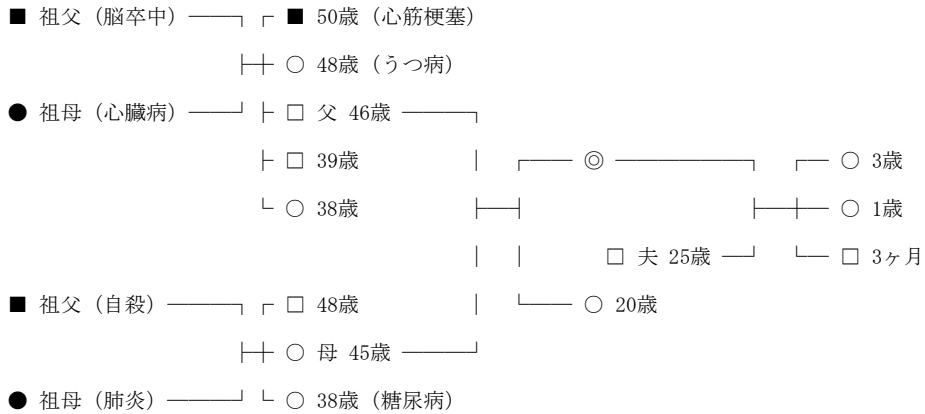 ■ 祖父（脳卒中） ■ 50歳（心筋梗塞）
○ 48歳（うつ病）
● 祖母（心臓病） □ 父 46歳
□ 39歳 ◎ ○ 3歳
○ 38歳 ○ 1歳
□ 夫 25歳 □ 3ヶ月
■ 祖父（自殺） □ 48歳 ○ 20歳
○ 母 45歳
● 祖母（肺炎） ○ 38歳（糖尿病）